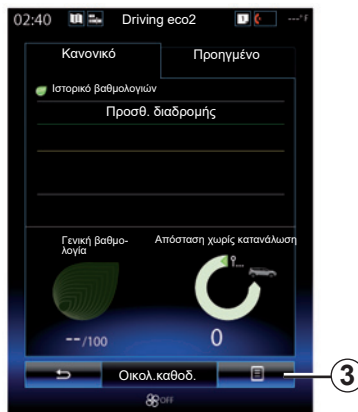 02:40 Driving eco2 ---°F
Κανονικό Προηγμένο
Ιστορικό βαθμολογιών
Προσθ. διαδρομής
Γενική βαθμο-
λογία
Απόσταση χωρίς κατανάλωση
--/100 0
Οικολ.καθοδ.
OFF
3